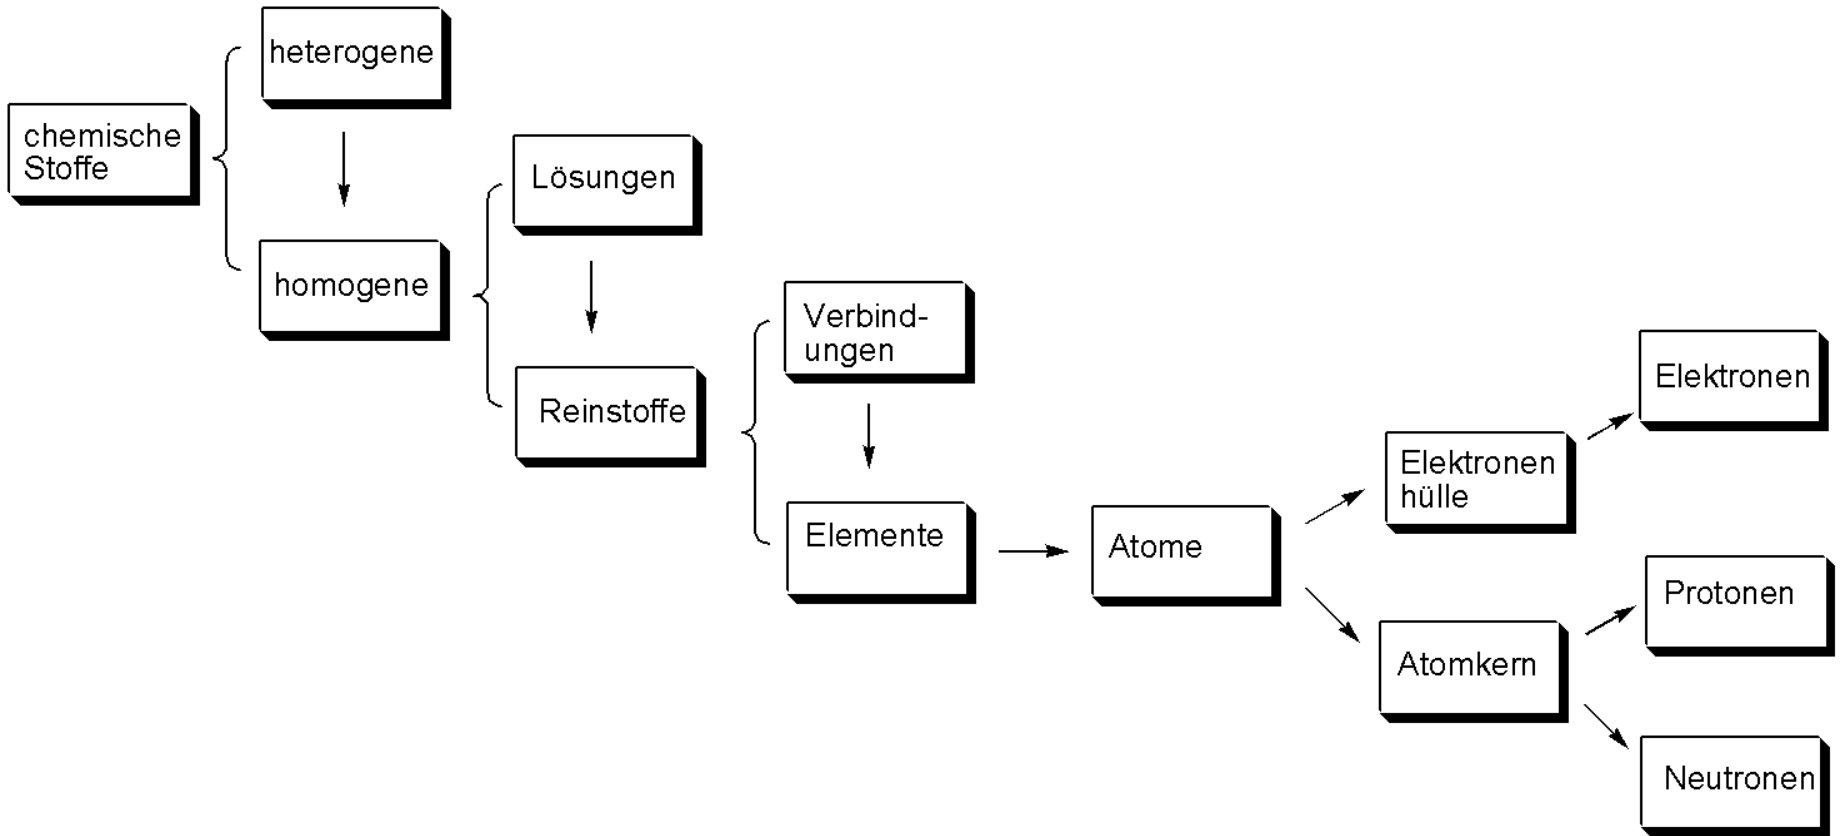 heterogene
chemische
Stoffe
homogene
Lösungen
Reinstoffe
Verbind-
ungen
Elemente
Atome
Elektronen
hülle
Atomkern
Elektronen
Protonen
Neutronen